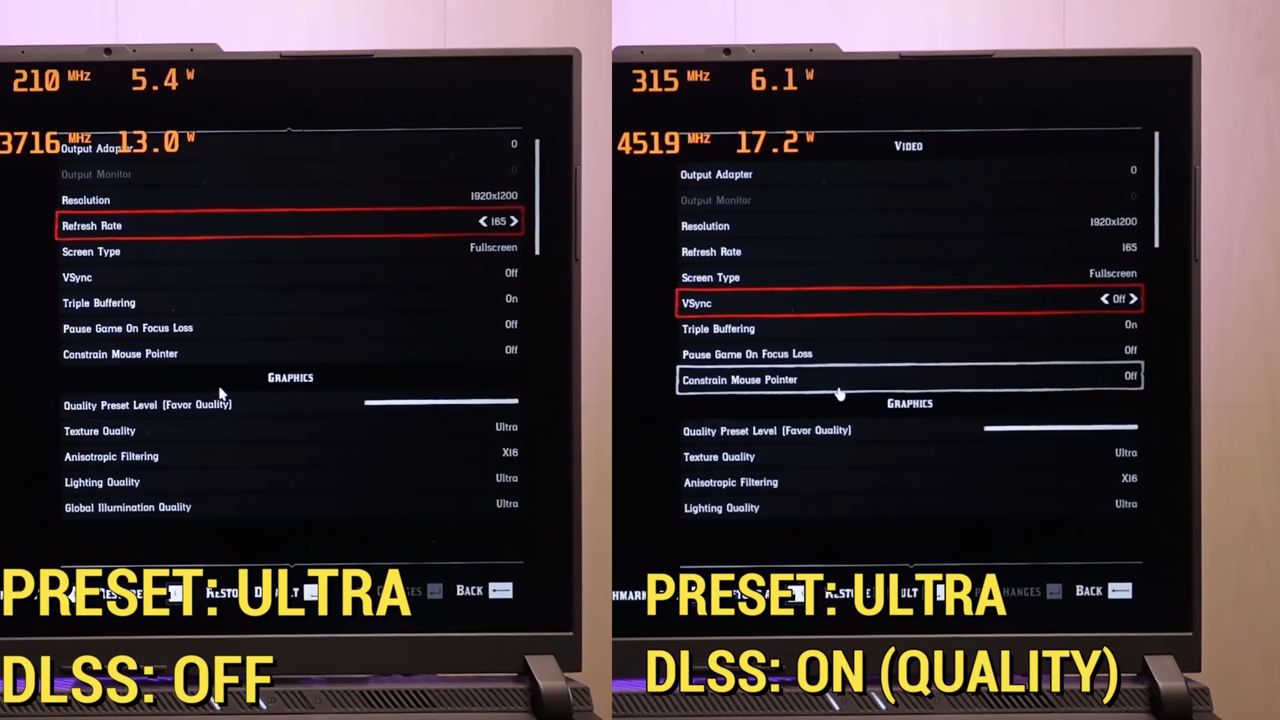 210 MHz 5.4 W
3716 MHz 13.0 W
Output Adapter 0
Output Monitor 0
Resolution 1920x1200
Refresh Rate 165
Screen Type Fullscreen
VSync Off
Triple Buffering On
Pause Game On Focus Loss Off
Constrain Mouse Pointer Off
GRAPHICS
Quality Preset Level (Favor Quality)
Texture Quality Ultra
Anisotropic Filtering X16
Lighting Quality Ultra
Global Illumination Quality Ultra
BACK
PRESET: ULTRA
DLSS: OFF
315 MHz 6.1 W
4519 MHz 17.2 W
VIDEO
Output Adapter 0
Output Monitor 0
Resolution 1920x1200
Refresh Rate 165
Screen Type Fullscreen
VSync Off
Triple Buffering On
Pause Game On Focus Loss Off
Constrain Mouse Pointer Off
GRAPHICS
Quality Preset Level (Favor Quality)
Texture Quality Ultra
Anisotropic Filtering X16
Lighting Quality Ultra
BACK
PRESET: ULTRA
DLSS: ON (QUALITY)